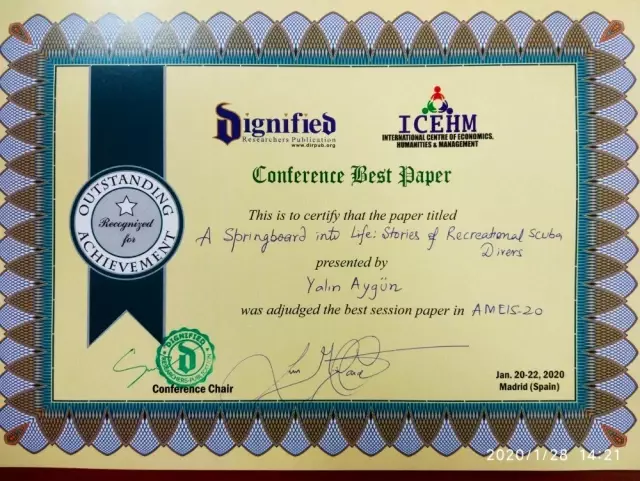 Dignified
Researchers Publication
www.dirpub.org
ICEHM
INTERNATIONAL CENTRE OF ECONOMICS,
HUMANITIES & MANAGEMENT
Conference Best Paper
OUTSTANDING
Recognized
for
ACHIEVEMENT
This is to certify that the paper titled
A Springboard into Life: Stories of Recreational Scuba
Divers
presented by
Yalın Aygün
was adjudged the best session paper in AMEIS-20
DIGNIFIED
RESEARCHERS PUBLICATION
Conference Chair
Jan. 20-22, 2020
Madrid (Spain)
2020/1/28 14:21